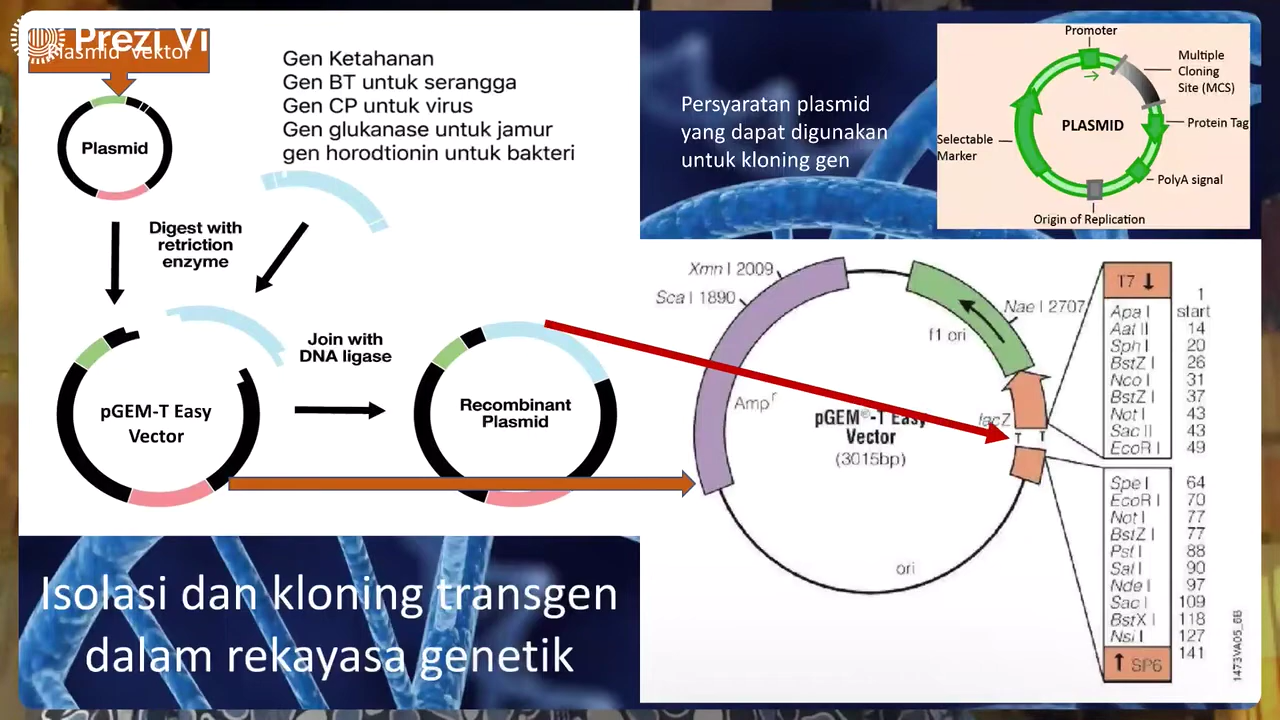 Prezi Vi
Plasmid Vektor
Plasmid
Gen Ketahanan
Gen BT untuk serangga
Gen CP untuk virus
Gen glukanase untuk jamur
gen horodtionin untuk bakteri
Digest with
retriction
enzyme
pGEM-T Easy
Vector
Join with
DNA ligase
Recombinant
Plasmid
Isolasi dan kloning transgen
dalam rekayasa genetik
Persyaratan plasmid
yang dapat digunakan
untuk kloning gen
Promoter
Multiple
Cloning
Site (MCS)
PLASMID
Protein Tag
Selectable
Marker
PolyA signal
Origin of Replication
Xmn I 2009
Sca I 1890
Nae I 2707
f1 ori
Ampr
pGEM®-T Easy
Vector
(3015bp)
lacZ
T T
ori
T7 ↓
1
start
Apa I 14
Aat II 20
Sph I 26
BstZ I 31
Nco I 37
BstZ I 43
Not I 43
Sac II 49
EcoR I
Spe I 64
EcoR I 70
Not I 77
BstZ I 77
Pst I 88
Sal I 90
Nde I 97
Sac I 109
BstX I 118
Nsi I 127
141
↑ SP6
1473VA05_6B